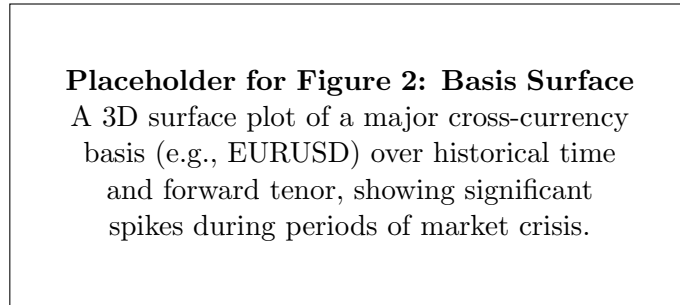 Placeholder for Figure 2: Basis Surface
A 3D surface plot of a major cross-currency
basis (e.g., EURUSD) over historical time
and forward tenor, showing significant
spikes during periods of market crisis.